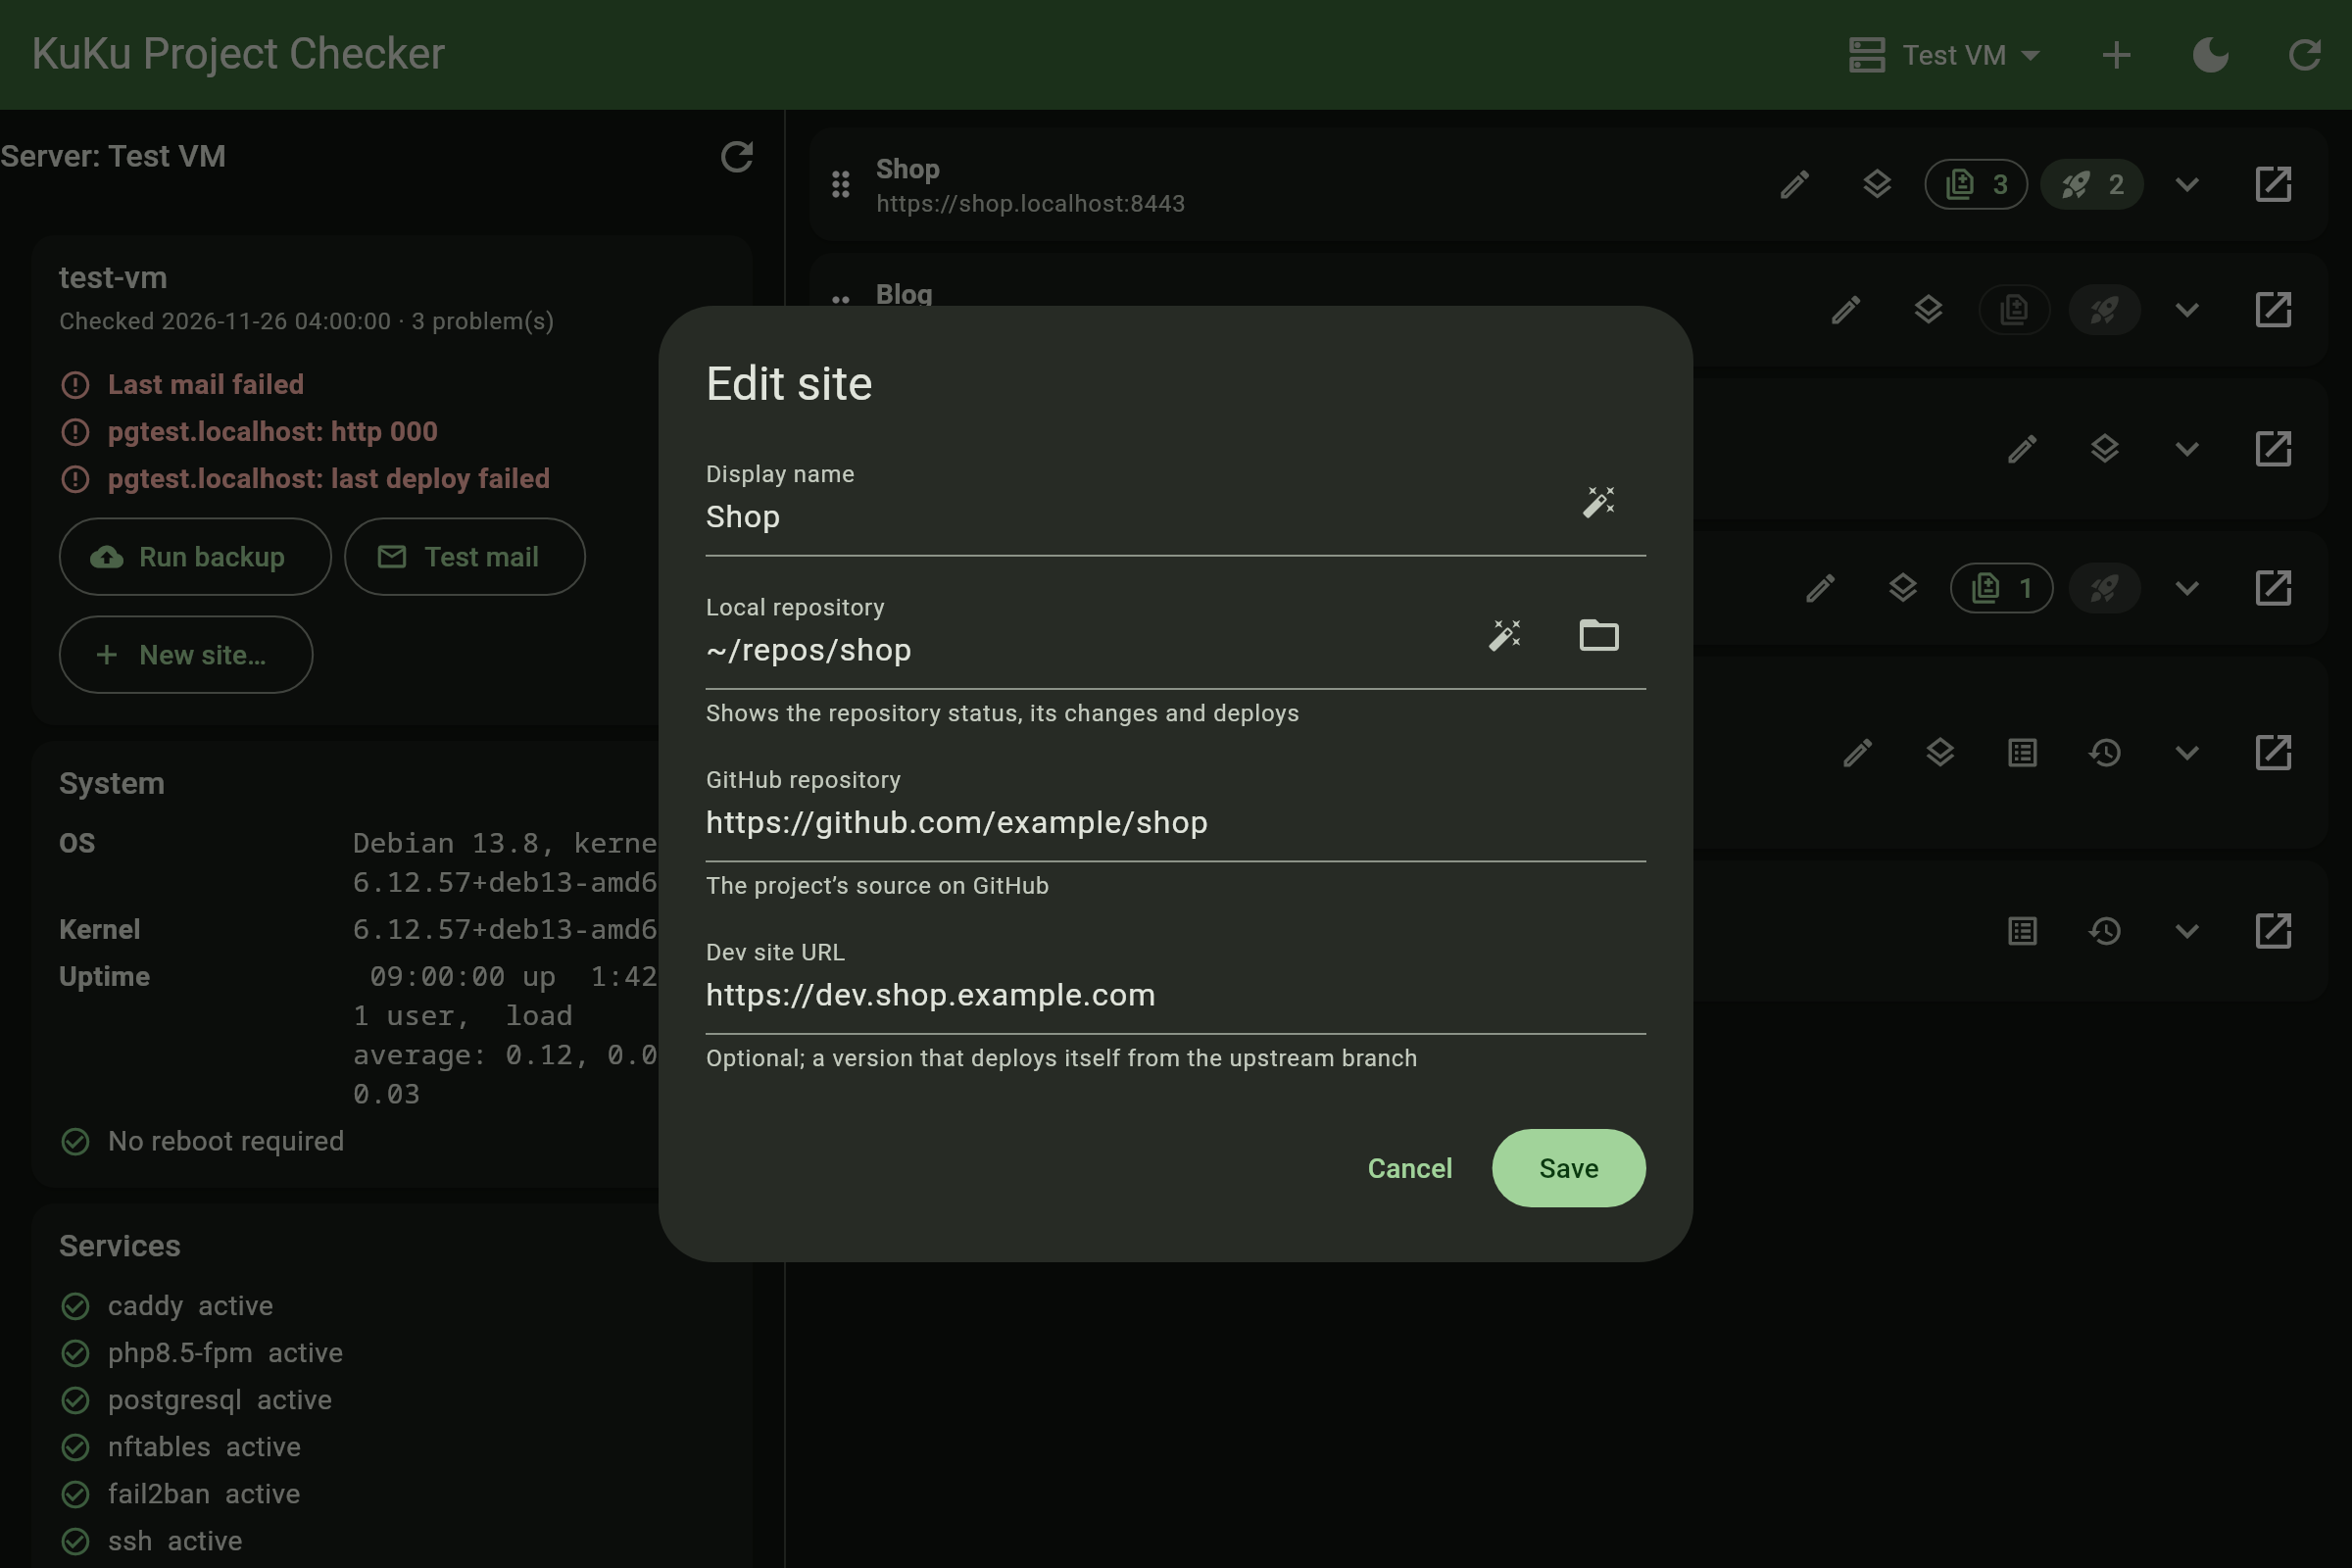 KuKu Project Checker
Test VM
Server: Test VM
test-vm
Checked 2026-11-26 04:00:00 · 3 problem(s)
Last mail failed
pgtest.localhost: http 000
pgtest.localhost: last deploy failed
Run backup
Test mail
New site…
System
OS
Debian 13.8, kerne
6.12.57+deb13-amd6
Kernel
6.12.57+deb13-amd6
Uptime
09:00:00 up 1:42
1 user, load
average: 0.12, 0.0
0.03
No reboot required
Services
caddy active
php8.5-fpm active
postgresql active
nftables active
fail2ban active
ssh active
Shop
https://shop.localhost:8443
3
2
Blog
1
Edit site
Display name
Shop
Local repository
~/repos/shop
Shows the repository status, its changes and deploys
GitHub repository
https://github.com/example/shop
The project’s source on GitHub
Dev site URL
https://dev.shop.example.com
Optional; a version that deploys itself from the upstream branch
Cancel
Save